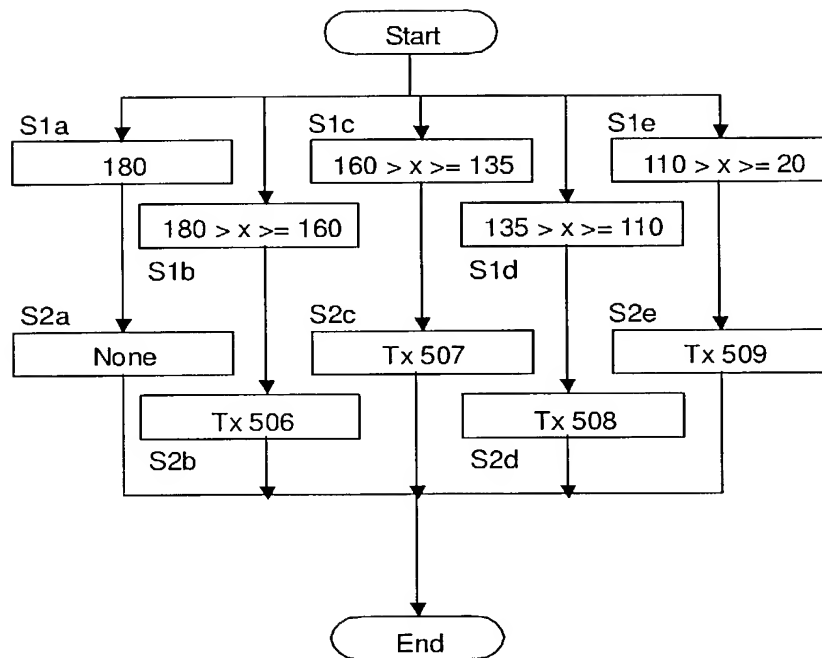 Start
S1a
S1c
S1e
180
160 > x >= 135
110 > x >= 20
180 > x >= 160
135 > x >= 110
S1b
S1d
S2a
S2c
S2e
None
Tx 507
Tx 509
Tx 506
Tx 508
S2b
S2d
End